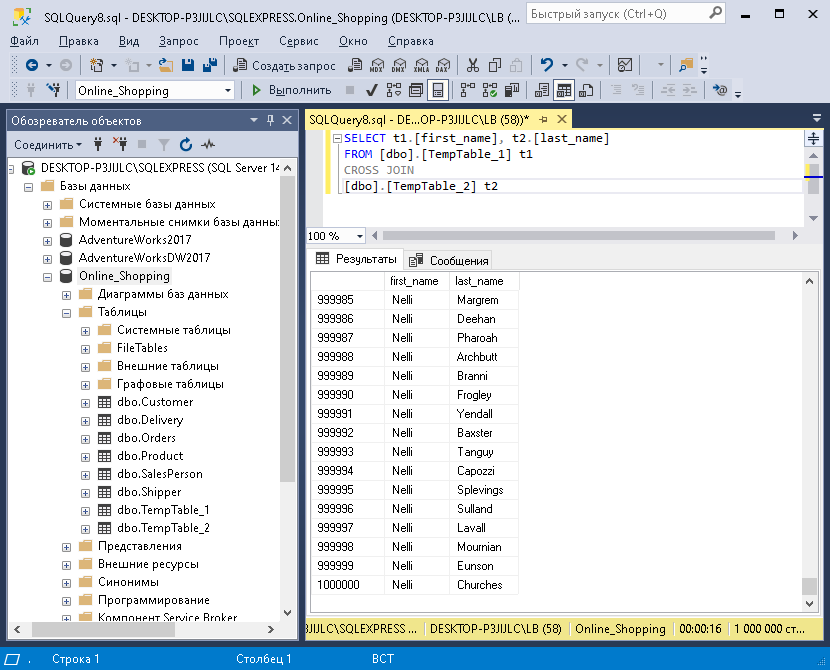 SQLQuery8.sql - DESKTOP-P3JIJLC\SQLEXPRESS.Online_Shopping (DESKTOP-P3JIJLC\LB (...
Быстрый запуск (Ctrl+Q)
Файл Правка Вид Запрос Проект Сервис Окно Справка
Создать запрос MDX DMX XMLA DAX
Online_Shopping Выполнить
Обозреватель объектов
Соединить
DESKTOP-P3JIJLC\SQLEXPRESS (SQL Server 14
Базы данных
Системные базы данных
Моментальные снимки базы данны
AdventureWorks2017
AdventureWorksDW2017
Online_Shopping
Диаграммы баз данных
Таблицы
Системные таблицы
FileTables
Внешние таблицы
Графовые таблицы
dbo.Customer
dbo.Delivery
dbo.Orders
dbo.Product
dbo.SalesPerson
dbo.Shipper
dbo.TempTable_1
dbo.TempTable_2
Представления
Внешние ресурсы
Синонимы
Программирование
Компонент Service Broker
SQLQuery8.sql - DE...OP-P3JIJLC\LB (58))*
SELECT t1.[first_name], t2.[last_name]
FROM [dbo].[TempTable_1] t1
CROSS JOIN
[dbo].[TempTable_2] t2
100 %
Результаты Сообщения
first_name last_name
999985 Nelli Margrem
999986 Nelli Deehan
999987 Nelli Pharoah
999988 Nelli Archbutt
999989 Nelli Branni
999990 Nelli Frogley
999991 Nelli Yendall
999992 Nelli Baxster
999993 Nelli Tanguy
999994 Nelli Capozzi
999995 Nelli Splevings
999996 Nelli Sulland
999997 Nelli Lavall
999998 Nelli Mournian
999999 Nelli Eunson
1000000 Nelli Churches
JIJLC\SQLEXPRESS ... DESKTOP-P3JIJLC\LB (58) Online_Shopping 00:00:16 1 000 000 ст...
Строка 1 Столбец 1 ВСТ